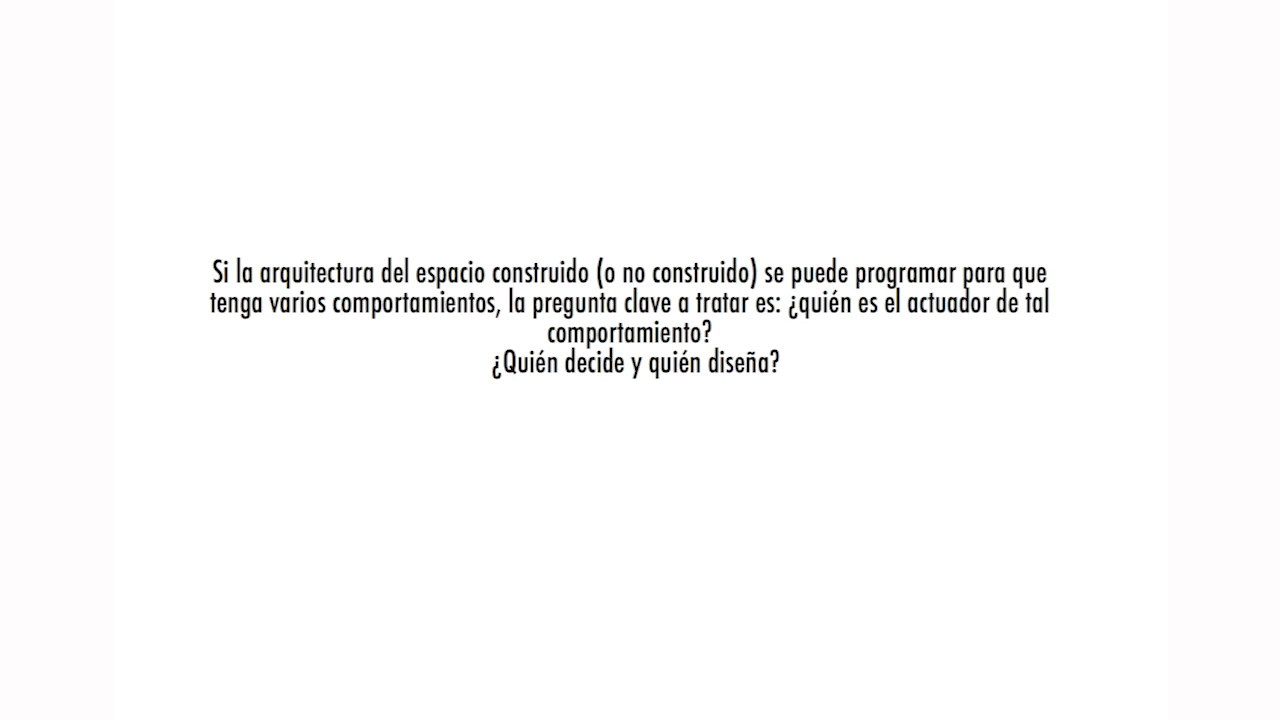 Si la arquitectura del espacio construido (o no construido) se puede programar para que
tenga varios comportamientos, la pregunta clave a tratar es: ¿quién es el actuador de tal
comportamiento?
¿Quién decide y quién diseña?